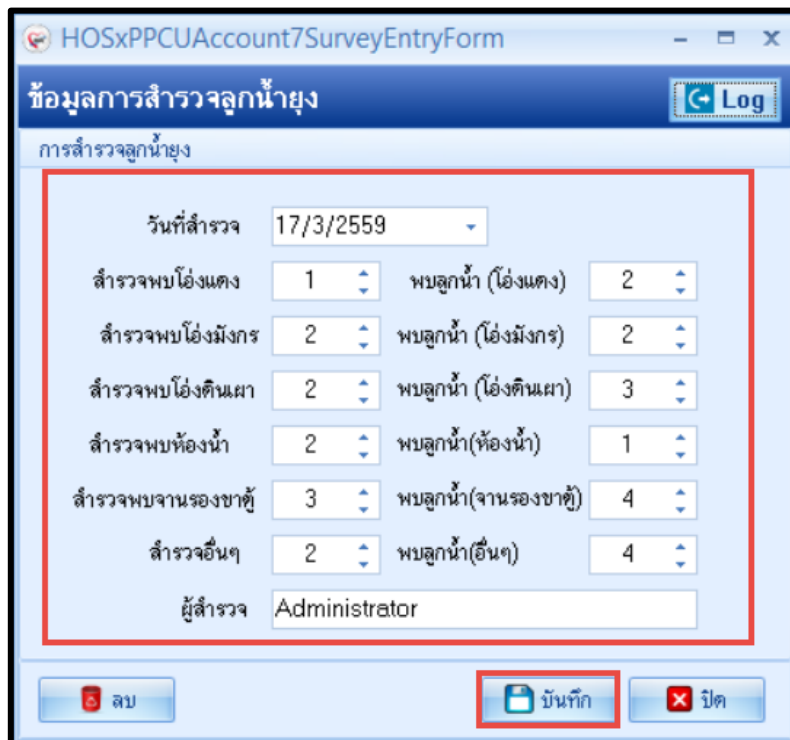 HOSxPPCUAccount7SurveyEntryForm
ข้อมูลการสำรวจลูกน้ำยุง Log
การสำรวจลูกน้ำยุง
วันที่สำรวจ 17/3/2559
สำรวจพบโอ่งแดง 1 พบลูกน้ำ (โอ่งแดง) 2
สำรวจพบโอ่งมังกร 2 พบลูกน้ำ (โอ่งมังกร) 2
สำรวจพบโอ่งดินเผา 2 พบลูกน้ำ (โอ่งดินเผา) 3
สำรวจพบห้องน้ำ 2 พบลูกน้ำ(ห้องน้ำ) 1
สำรวจพบจานรองขาตู้ 3 พบลูกน้ำ(จานรองขาตู้) 4
สำรวจอื่นๆ 2 พบลูกน้ำ(อื่นๆ) 4
ผู้สำรวจ Administrator
ลบ บันทึก ปิด